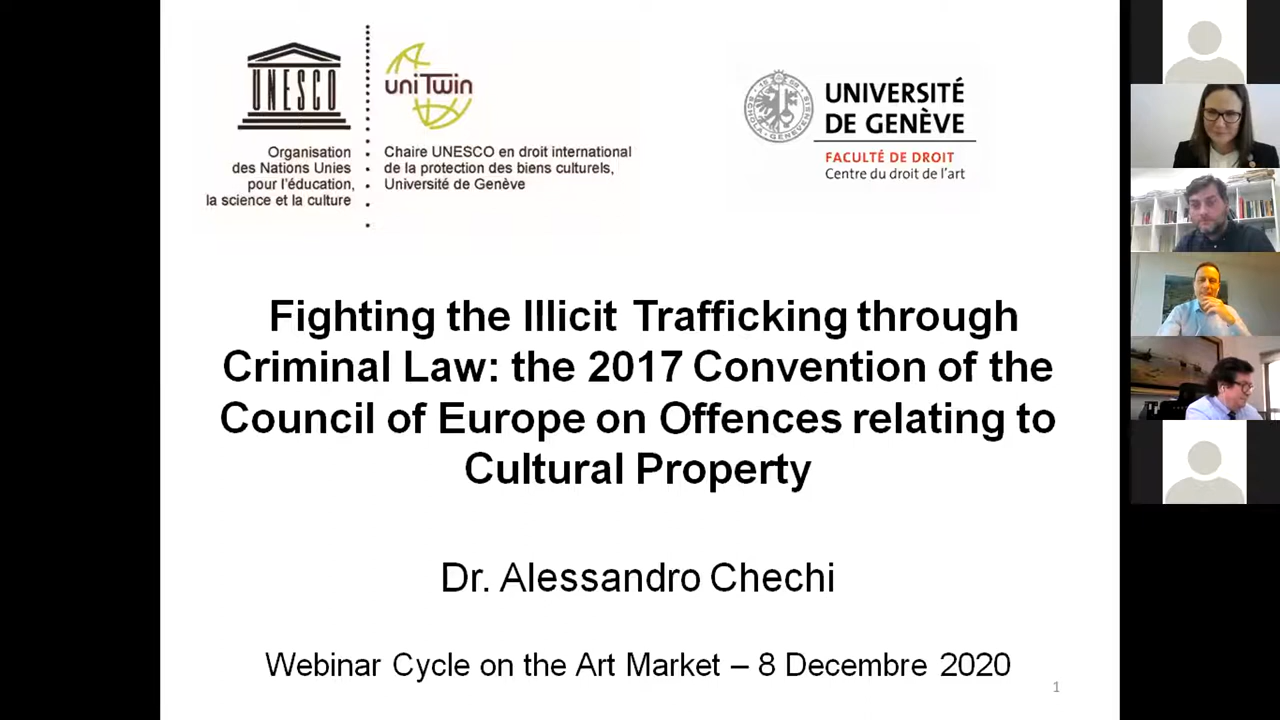 UNESCO
Organisation
des Nations Unies
pour l'éducation,
la science et la culture
uniTwin
Chaire UNESCO en droit international
de la protection des biens culturels,
Université de Genève
UNIVERSITÉ
DE GENÈVE
FACULTÉ DE DROIT
Centre du droit de l'art
Fighting the Illicit Trafficking through
Criminal Law: the 2017 Convention of the
Council of Europe on Offences relating to
Cultural Property
Dr. Alessandro Chechi
Webinar Cycle on the Art Market – 8 Decembre 2020
1